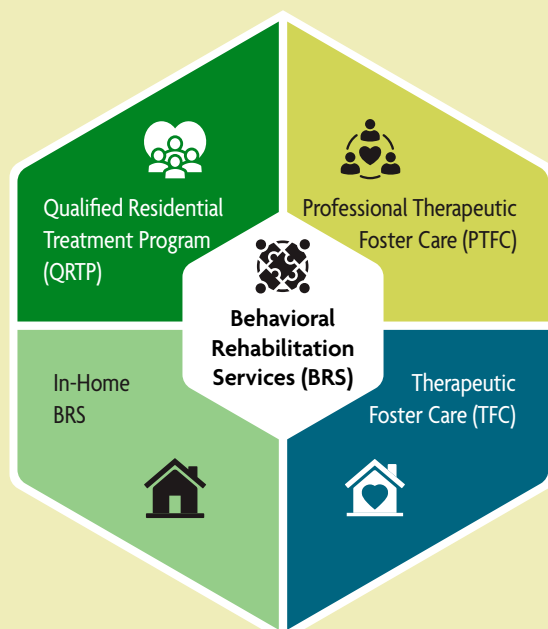 Qualified Residential
Treatment Program
(QRTP)
Professional Therapeutic
Foster Care (PTFC)
Behavioral
Rehabilitation
Services (BRS)
In-Home
BRS
Therapeutic
Foster Care (TFC)